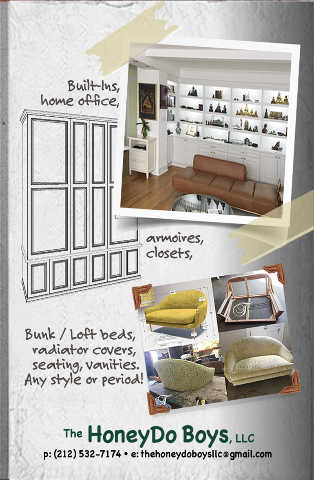 Built-Ins,
home office,
armoires,
closets,
Bunk / Loft beds,
radiator covers,
seating, vanities.
Any style or period!
The HoneyDo Boys, LLC
p: (212) 532-7174 • e: thehoneydoboysllc@gmail.com